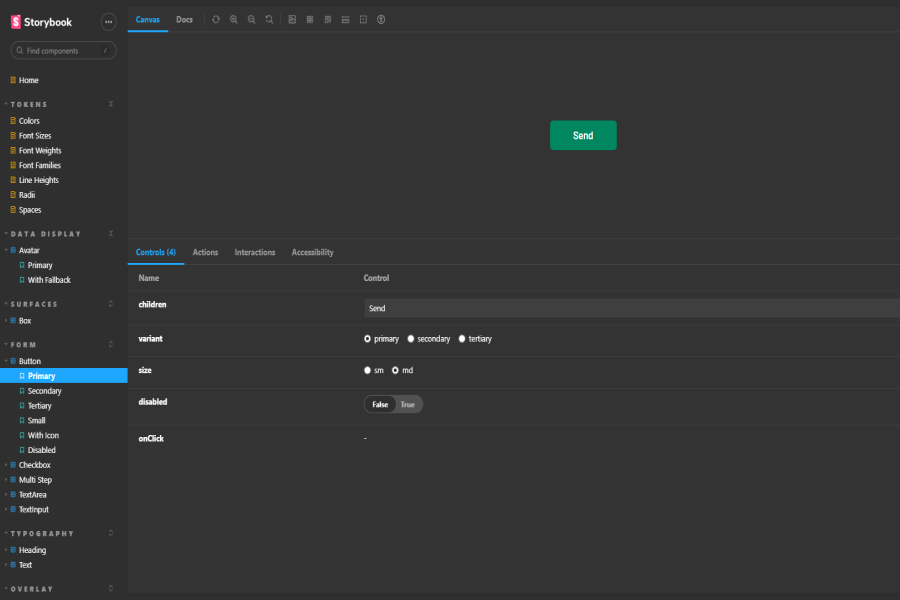 Storybook
Find components
/
Home
TOKENS
Colors
Font Sizes
Font Weights
Font Families
Line Heights
Radii
Spaces
DATA DISPLAY
Avatar
Primary
With Fallback
SURFACES
Box
FORM
Button
Primary
Secondary
Tertiary
Small
With Icon
Disabled
Checkbox
Multi Step
TextArea
TextInput
TYPOGRAPHY
Heading
Text
OVERLAY
Canvas Docs
Send
Controls (4) Actions Interactions Accessibility
Name Control
children Send
variant primary secondary tertiary
size sm md
disabled False True
onClick -